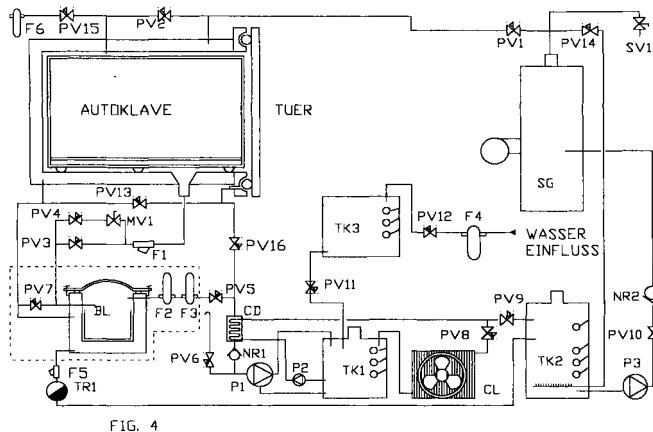 F6
PV15
PV2
PV1
PV14
SV1
AUTOKLAVE
TUER
SG
PV13
PV4
MV1
PV3
F1
PV16
TK3
PV12
F4
WASSER
EINFLUSS
PV7
BL
F2
F3
PV5
PV11
CD
PV9
NR2
PV6
NR1
P2
P1
TK1
PV8
CL
TK2
PV10
P3
F5
TR1
FIG. 4